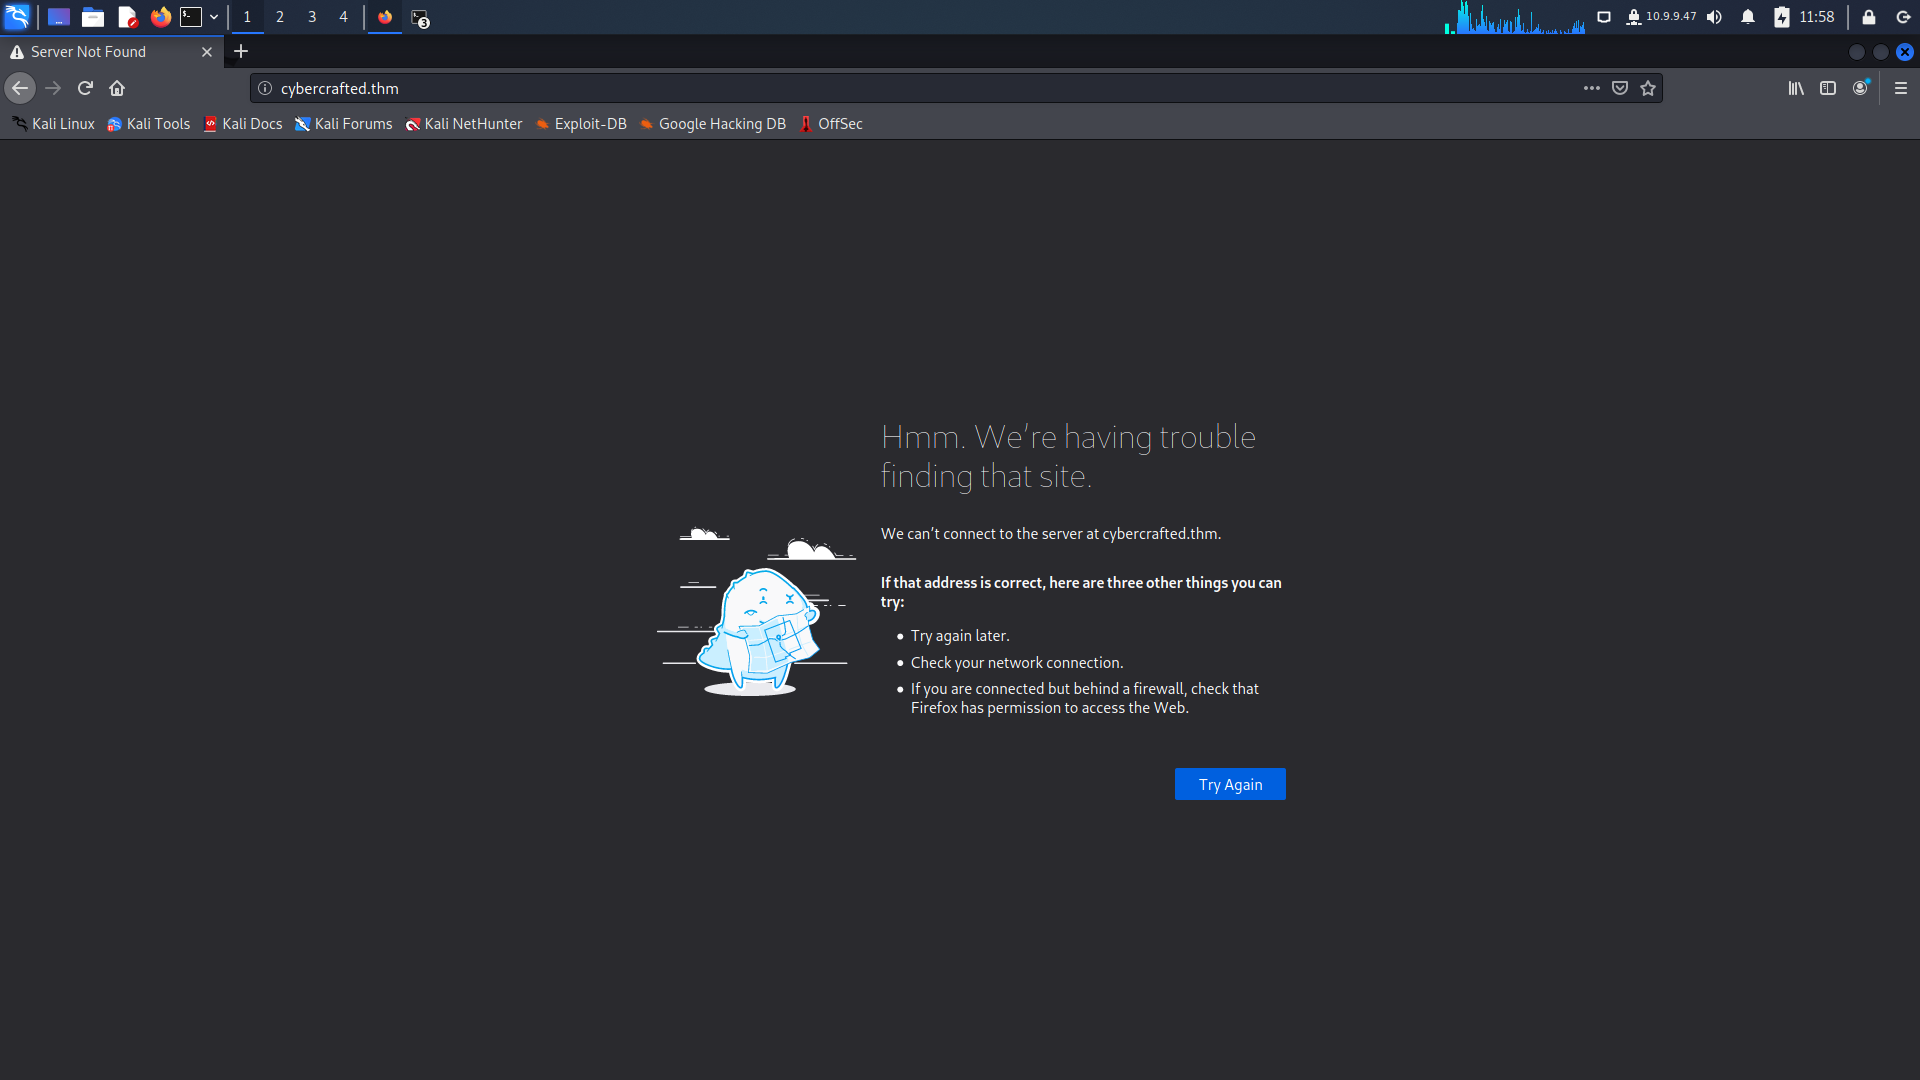 1 2 3 4 3 10.9.9.47 11:58
Server Not Found
cybercrafted.thm
Kali Linux Kali Tools Kali Docs Kali Forums Kali NetHunter Exploit-DB Google Hacking DB OffSec
Hmm. We’re having trouble
finding that site.
We can’t connect to the server at cybercrafted.thm.
If that address is correct, here are three other things you can
try:
• Try again later.
• Check your network connection.
• If you are connected but behind a firewall, check that
Firefox has permission to access the Web.
Try Again